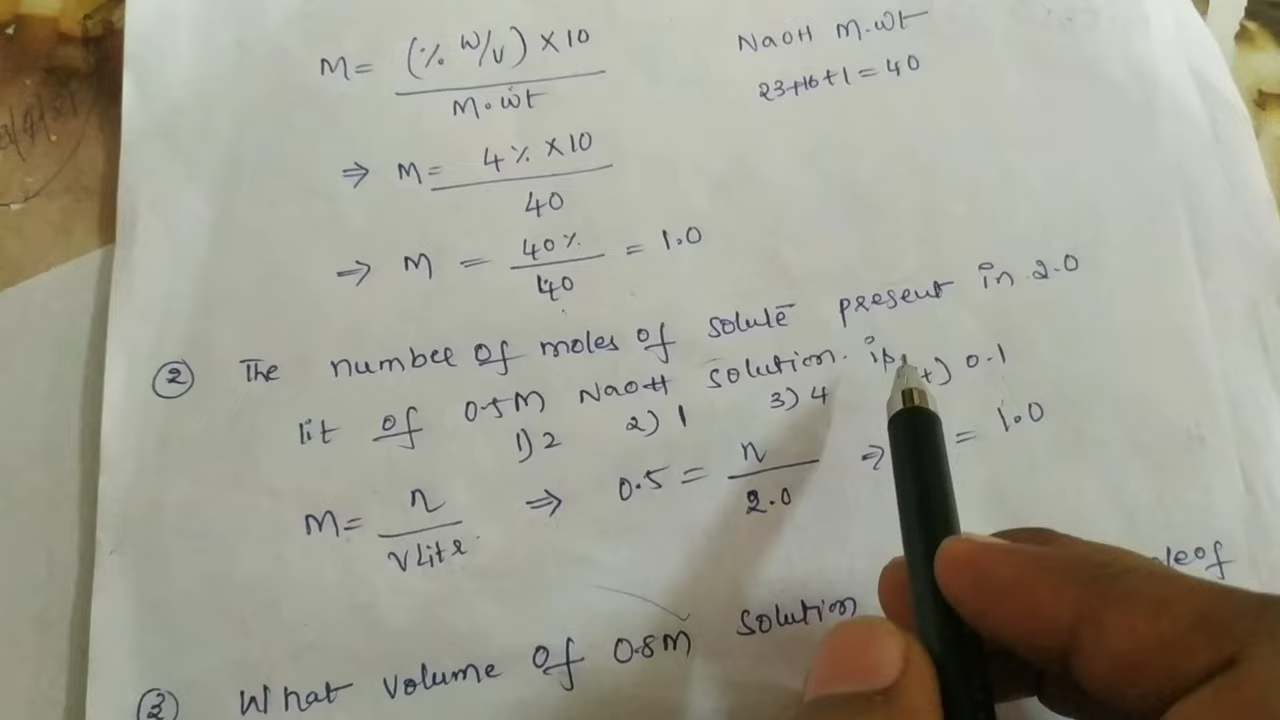 M= (% W/V) ×10
M.wt
NaOH M.wt
23+16+1=40
⇒ M= 4% ×10
40
⇒ M = 40% = 1.0
40
② The number of moles of solute present in 2.0
lit of 0.5M NaOH solution. is
1) 2 2) 1 3) 4 4) 0.1
M= n ⇒ 0.5 = n ⇒ = 1.0
V Litr 2.0
③ What volume of 0.8M solution